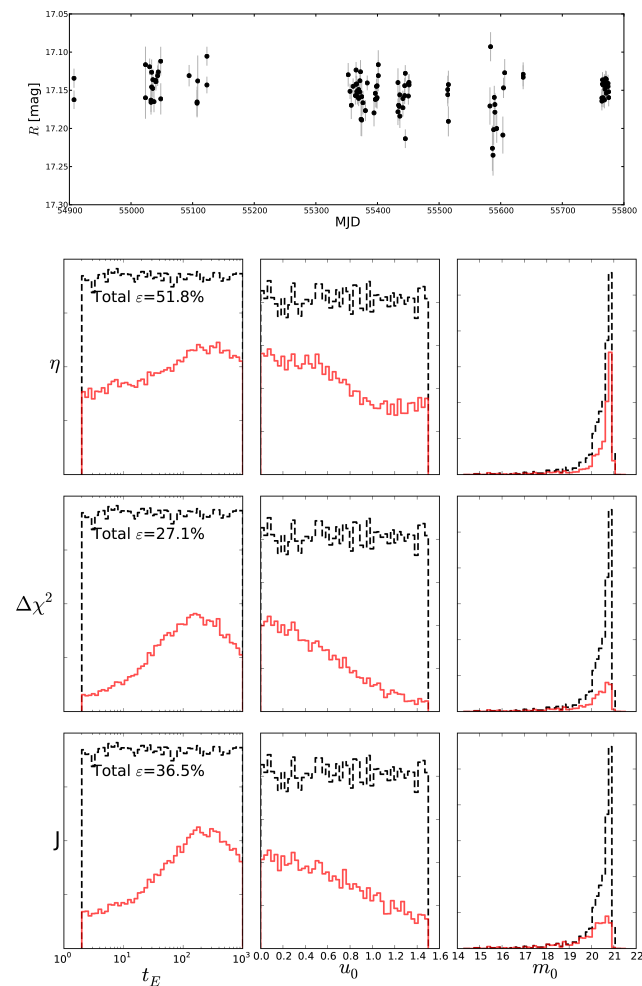 17.05
17.10
17.15
17.20
17.25
17.30
R [mag]
54900 55000 55100 55200 55300 55400 55500 55600 55700 55800
MJD
η
Total ε=51.8%
Δχ²
Total ε=27.1%
J
Total ε=36.5%
10⁰ 10¹ 10² 10³
0.0 0.2 0.4 0.6 0.8 1.0 1.2 1.4 1.6
14 15 16 17 18 19 20 21 22
t_E
u₀
m₀